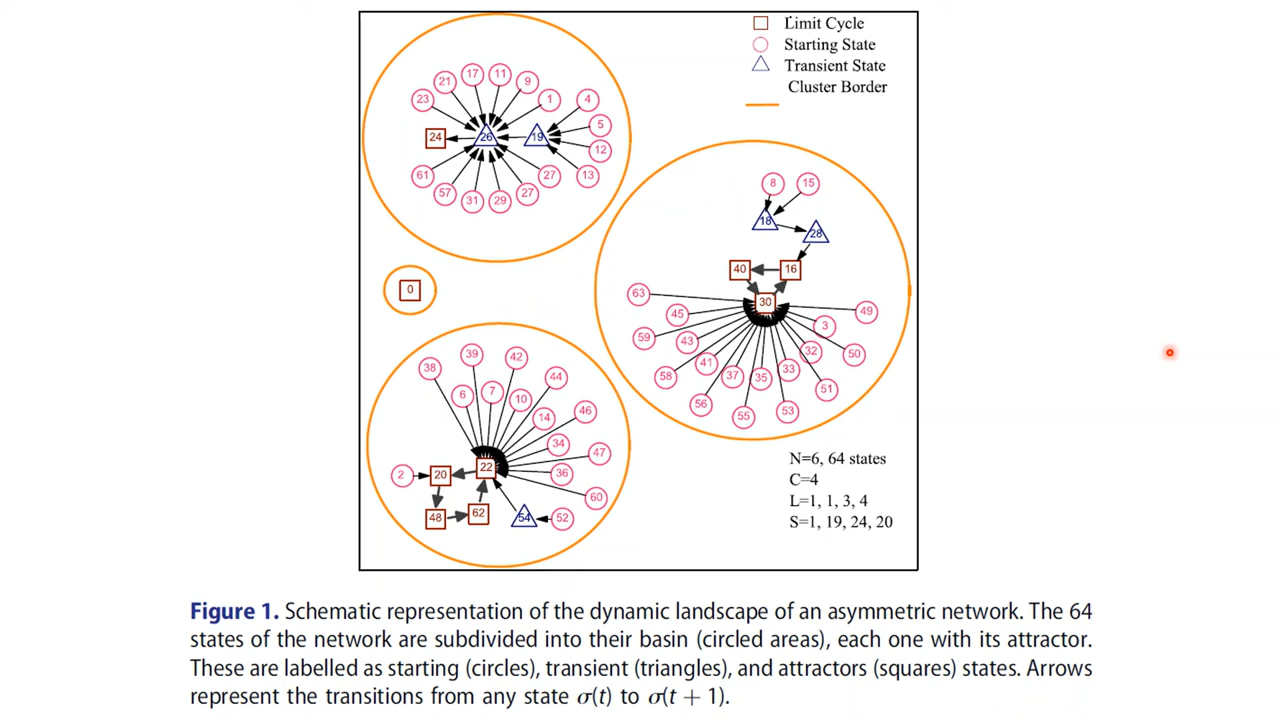 Limit Cycle
Starting State
Transient State
Cluster Border
17 11
21 9
23 1 4
5
24 26 19
12
61 27 13
57 27
31 29
8 15
18
28
0
40 16
63
30
45 49
59 43 3
32 50
41
58 37 35 33
51
56
55 53
39 42
38
44
6 7 10
46
14
34
47
22
2 20 36
60
48 62 54 52
N=6, 64 states
C=4
L=1, 1, 3, 4
S=1, 19, 24, 20
Figure 1. Schematic representation of the dynamic landscape of an asymmetric network. The 64
states of the network are subdivided into their basin (circled areas), each one with its attractor.
These are labelled as starting (circles), transient (triangles), and attractors (squares) states. Arrows
represent the transitions from any state σ(t) to σ(t + 1).